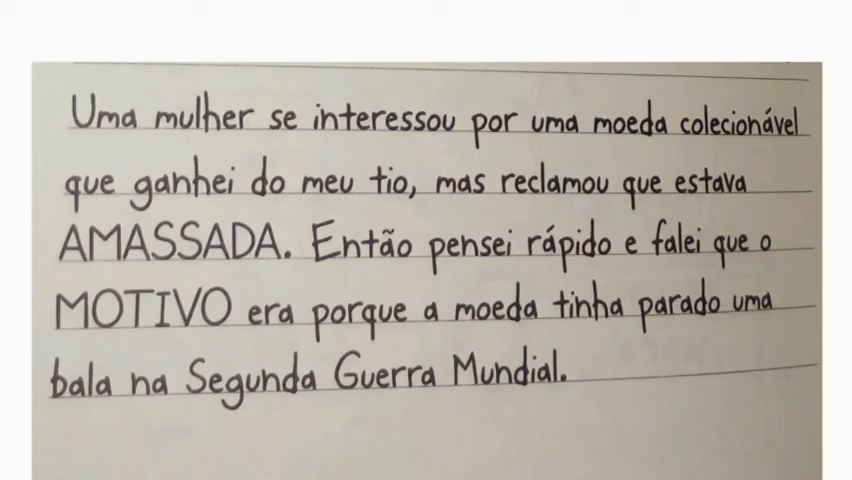 Uma mulher se interessou por uma moeda colecionável
que ganhei do meu tio, mas reclamou que estava
AMASSADA. Então pensei rápido e falei que o
MOTIVO era porque a moeda tinha parado uma
bala na Segunda Guerra Mundial.